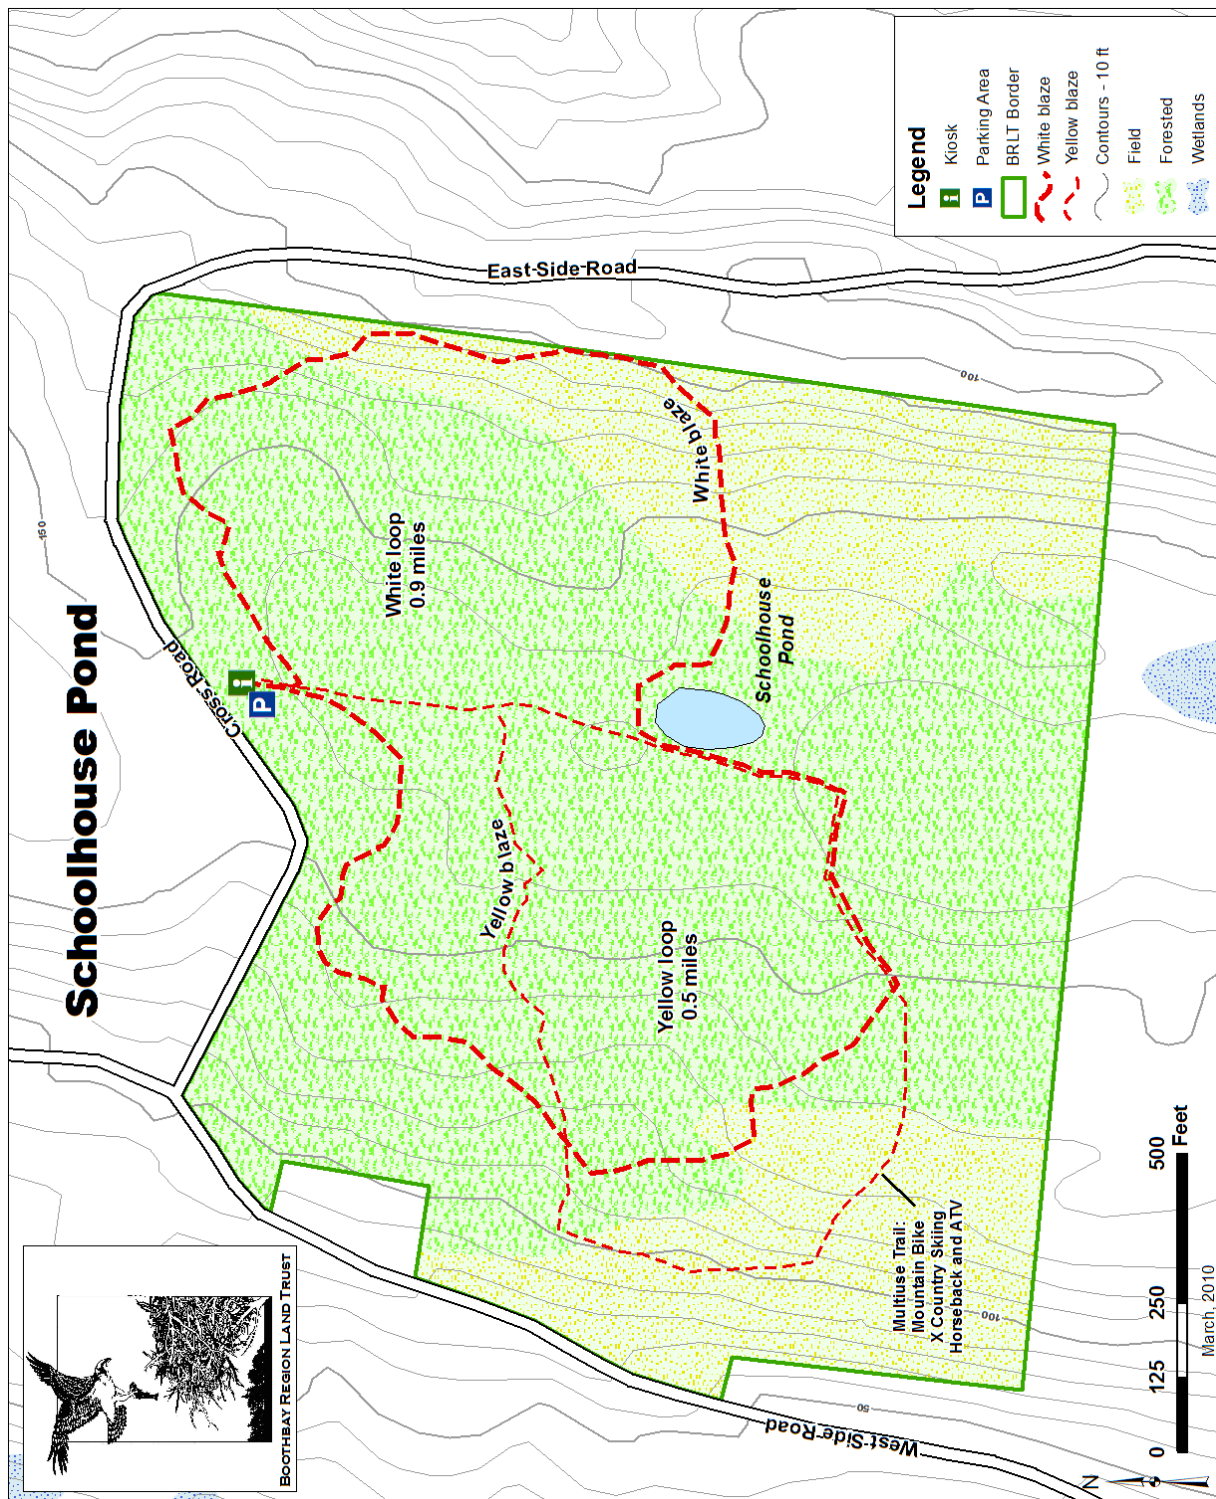 Schoolhouse Pond
Legend
Kiosk
Parking Area
BRLT Border
White blaze
Yellow blaze
Contours - 10 ft
Field
Forested
Wetlands
East Side Road
Cross Road
West Side Road
150
100
100
50
White loop
0.9 miles
White blaze
Schoolhouse
Pond
Yellow blaze
Yellow loop
0.5 miles
Multiuse Trail:
Mountain Bike
X Country Skiing
Horseback and ATV
i
P
i
P
BOOTHBAY REGION LAND TRUST
N
0 125 250 500
Feet
March, 2010